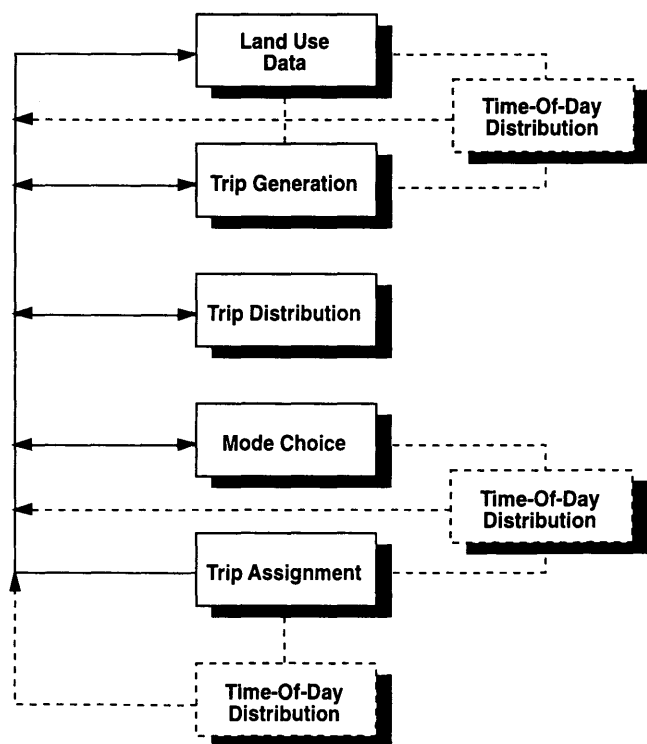 Land Use
Data
Time-Of-Day
Distribution
Trip Generation
Trip Distribution
Mode Choice
Time-Of-Day
Distribution
Trip Assignment
Time-Of-Day
Distribution